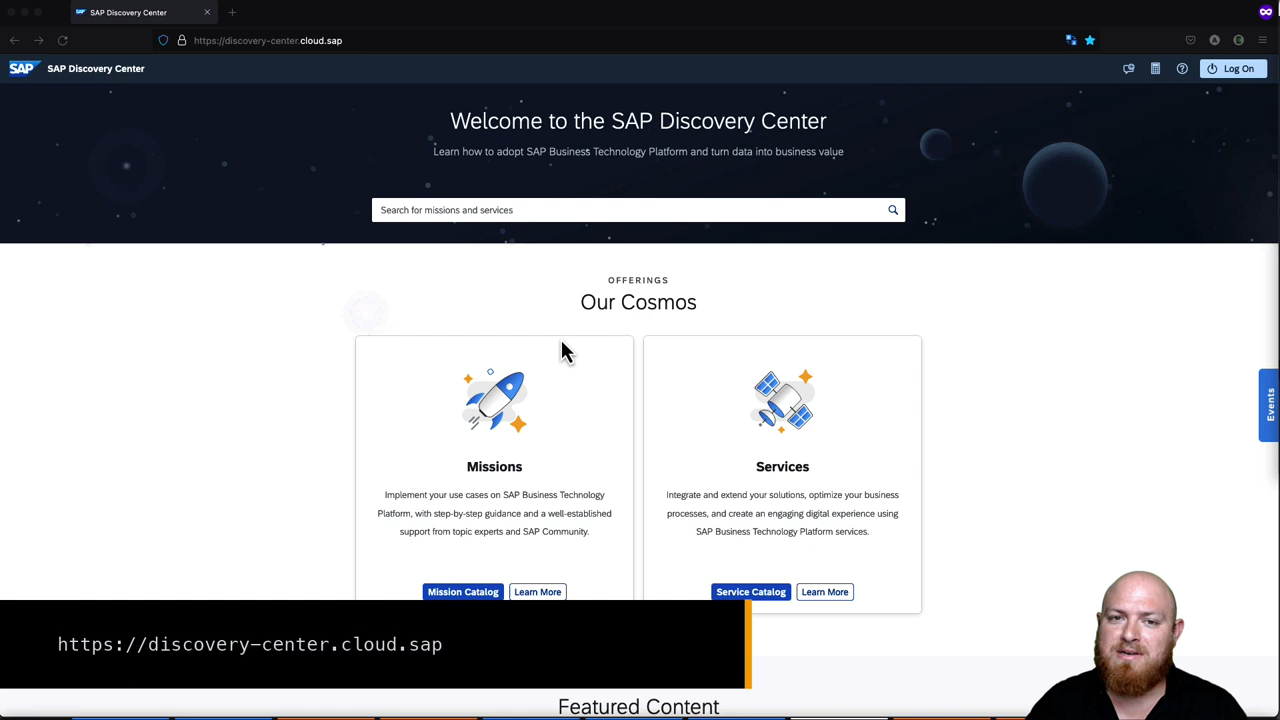 SAP Discovery Center
https://discovery-center.cloud.sap
SAP SAP Discovery Center
Log On
Welcome to the SAP Discovery Center
Learn how to adopt SAP Business Technology Platform and turn data into business value
Search for missions and services
OFFERINGS
Our Cosmos
Missions
Implement your use cases on SAP Business Technology
Platform, with step-by-step guidance and a well-established
support from topic experts and SAP Community.
Mission Catalog Learn More
Services
Integrate and extend your solutions, optimize your business
processes, and create an engaging digital experience using
SAP Business Technology Platform services.
Service Catalog Learn More
Events
https://discovery-center.cloud.sap
Featured Content